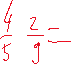 4/5 2/9 =